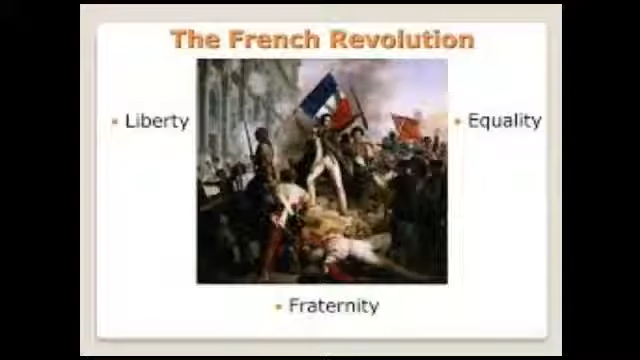 The French Revolution
Liberty
Equality
Fraternity